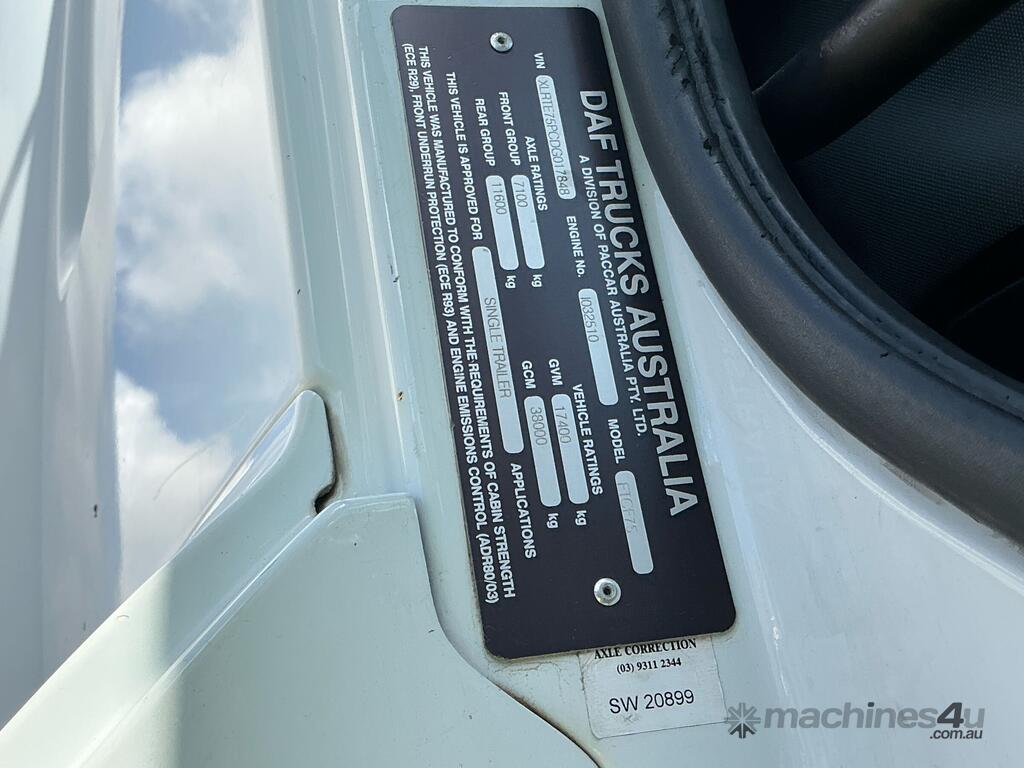 DAF TRUCKS AUSTRALIA
A DIVISION OF PACCAR AUSTRALIA PTY. LTD.
VIN XLRTE75PCDG017848 ENGINE No. I032510 MODEL
AXLE RATINGS VEHICLE RATINGS
FRONT GROUP 7100 kg GVM 17400 kg
REAR GROUP 11600 kg GCM 38000 kg
THIS VEHICLE IS APPROVED FOR SINGLE TRAILER APPLICATIONS
THIS VEHICLE WAS MANUFACTURED TO CONFORM WITH THE REQUIREMENTS OF CABIN STRENGTH
(ECE R29), FRONT UNDERRUN PROTECTION (ECE R93) AND ENGINE EMISSIONS CONTROL (ADR80/03)
AXLE CORRECTION
(03) 9311 2344
SW 20899
machines4u
.com.au